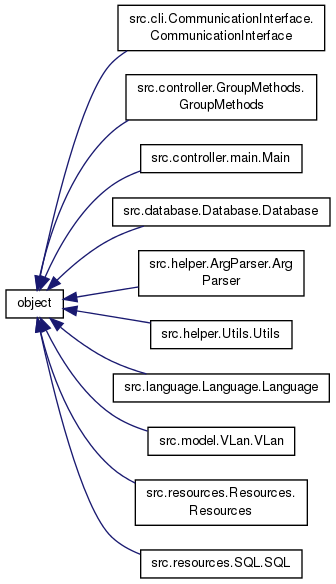 src.cli.CommunicationInterface.
CommunicationInterface
src.controller.GroupMethods.
GroupMethods
src.controller.main.Main
src.database.Database.Database
src.helper.ArgParser.Arg
Parser
object
src.helper.Utils.Utils
src.language.Language.Language
src.model.VLan.VLan
src.resources.Resources.
Resources
src.resources.SQL.SQL